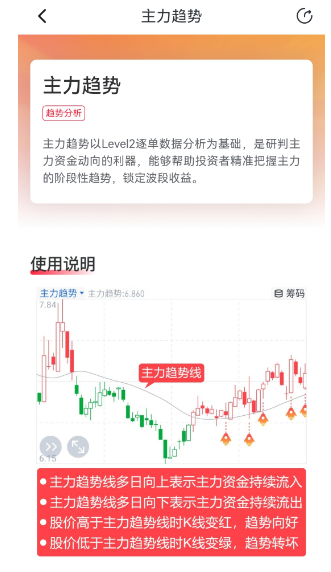 主力趋势
主力趋势
趋势分析
主力趋势以Level2逐单数据分析为基础，是研判主
力资金动向的利器，能够帮助投资者精准把握主力
的阶段性趋势，锁定波段收益。
使用说明
主力趋势 主力趋势:6.860 筹码
7.84
主力趋势线
6.15
主力趋势线多日向上表示主力资金持续流入
主力趋势线多日向下表示主力资金持续流出
股价高于主力趋势线时K线变红，趋势向好
股价低于主力趋势线时K线变绿，趋势转坏